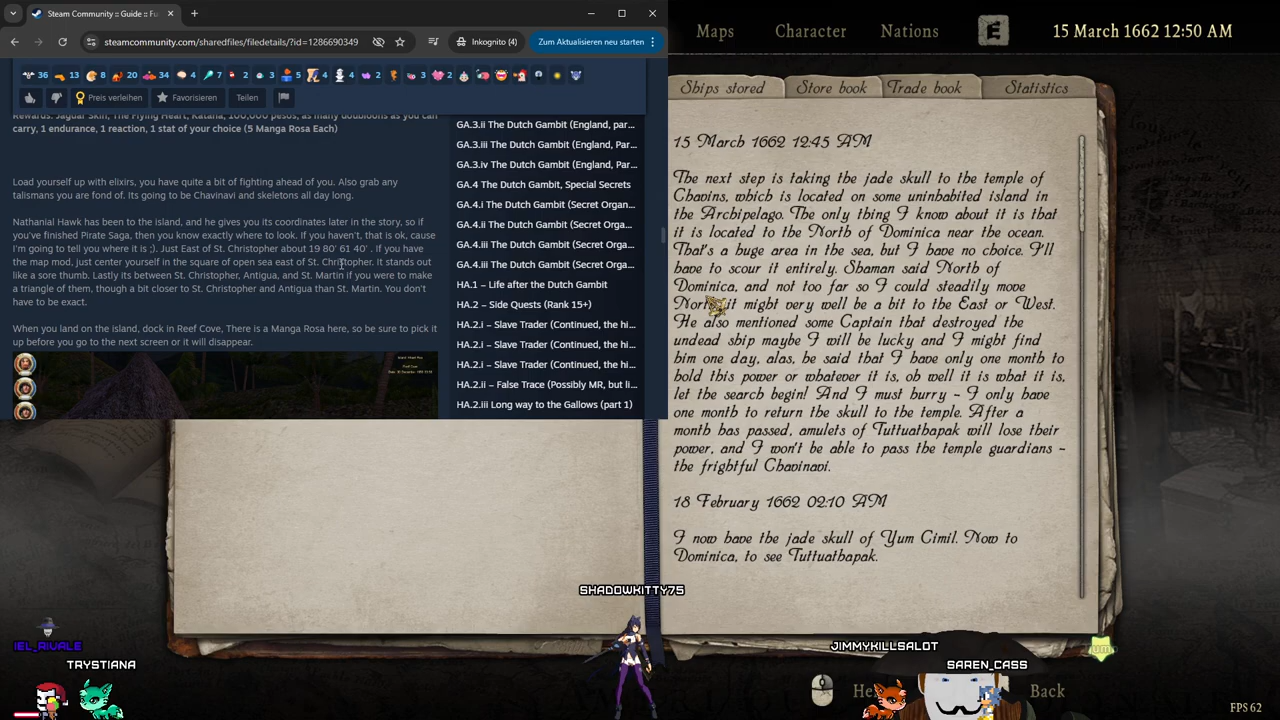 Steam Community :: Guide :: Fu
steamcommunity.com/sharedfiles/filedetails/?id=1286690349
Inkognito (4)
Zum Aktualisieren neu starten
36 13 8 20 34 4 7 2 3 5 4 4 2 3 2
Preis verleihen
Favorisieren
Teilen
Rewards: Jaguar Skin, The Flying Heart, Katana, 100,000 pesos, as many doubloons as you can
carry, 1 endurance, 1 reaction, 1 stat of your choice (5 Manga Rosa Each)
Load yourself up with elixirs, you have quite a bit of fighting ahead of you. Also grab any
talismans you are fond of. Its going to be Chavinavi and skeletons all day long.
Nathanial Hawk has been to the island, and he gives you its coordinates later in the story, so if
you've finished Pirate Saga, then you know exactly where to look. If you haven't, that is ok, cause
I'm going to tell you where it is ;). Just East of St. Christopher about 19 80' 61 40' . If you have
the map mod, just center yourself in the square of open sea east of St. Christopher. It stands out
like a sore thumb. Lastly its between St. Christopher, Antigua, and St. Martin if you were to make
a triangle of them, though a bit closer to St. Christopher and Antigua than St. Martin. You don't
have to be exact.
When you land on the island, dock in Reef Cove, There is a Manga Rosa here, so be sure to pick it
up before you go to the next screen or it will disappear.
GA.3.ii The Dutch Gambit (England, par...
GA.3.iii The Dutch Gambit (England, Par...
GA.3.iv The Dutch Gambit (England, Par...
GA.4 The Dutch Gambit, Special Secrets
GA.4.i The Dutch Gambit (Secret Organ...
GA.4.ii The Dutch Gambit (Secret Orga...
GA.4.iii The Dutch Gambit (Secret Orga...
GA.4.iii The Dutch Gambit (Secret Orga...
HA.1 – Life after the Dutch Gambit
HA.2 – Side Quests (Rank 15+)
HA.2.i – Slave Trader (Continued, the hi...
HA.2.i – Slave Trader (Continued, the hi...
HA.2.i – Slave Trader (Continued, the hi...
HA.2.ii – False Trace (Possibly MR, but li...
HA.2.iii Long way to the Gallows (part 1)
Maps
Character
Nations
E
15 March 1662 12:50 AM
Ships stored
Store book
Trade book
Statistics
15 March 1662 12:45 AM
The next step is taking the jade skull to the temple of
Chavins, which is located on some uninhabited island in
the Archipelago. The only thing I know about it is that
it is located to the North of Dominica near the ocean.
That's a huge area in the sea, but I have no choice. I'll
have to scour it entirely. Shaman said North of
Dominica, and not too far so I could steadily move
North it might very well be a bit to the East or West.
He also mentioned some Captain that destroyed the
undead ship maybe I will be lucky and I might find
him one day, alas, he said that I have only one month to
hold this power or whatever it is, oh well it is what it is,
let the search begin! And I must hurry - I only have
one month to return the skull to the temple. After a
month has passed, amulets of Tuttuathapak will lose their
power, and I won't be able to pass the temple guardians -
the frightful Chavinavi.
18 February 1662 02:10 AM
I now have the jade skull of Yum Cimil. Now to
Dominica, to see Tuttuathapak.
SHADOWKITTY75
IEL_RIVALE
TRYSTIANA
JIMMYKILLSALOT
SAREN_CASS
He
Back
FPS 62